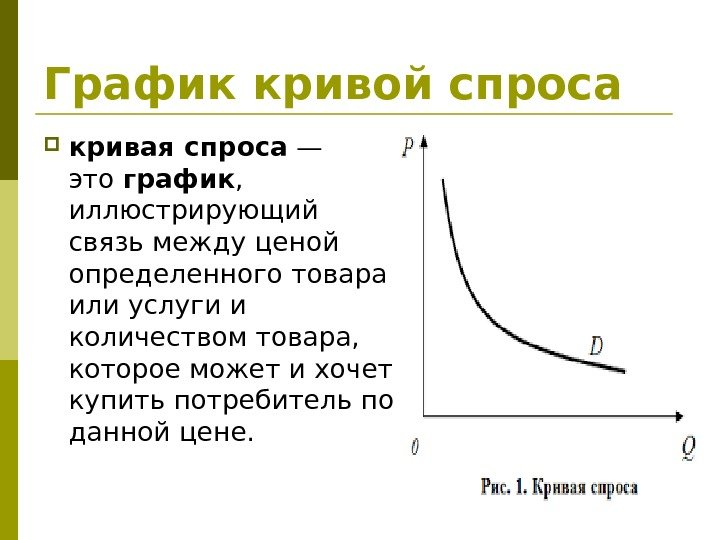 График кривой спроса
кривая спроса —
это график,
иллюстрирующий
связь между ценой
определенного товара
или услуги и
количеством товара,
которое может и хочет
купить потребитель по
данной цене.
P
D
0
Q
Рис. 1. Кривая спроса